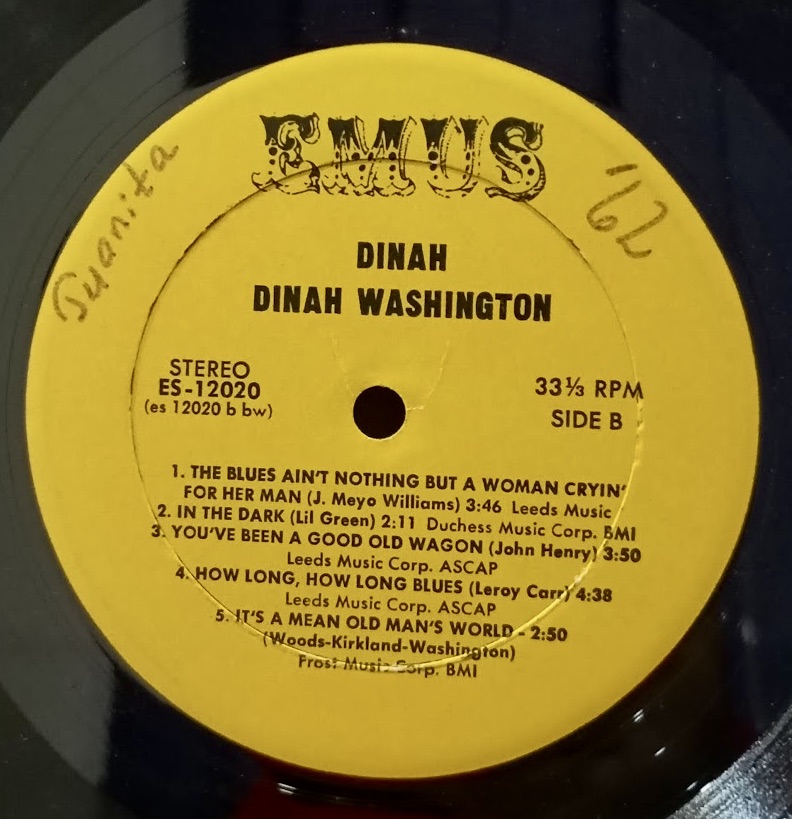 EMUS
Juanita
'62
DINAH
DINAH WASHINGTON
STEREO
ES-12020
(es 12020 b bw)
33⅓ RPM
SIDE B
1. THE BLUES AIN'T NOTHING BUT A WOMAN CRYIN'
FOR HER MAN (J. Meyo Williams) 3:46 Leeds Music
2. IN THE DARK (Lil Green) 2:11 Duchess Music Corp. BMI
3. YOU'VE BEEN A GOOD OLD WAGON (John Henry) 3:50
Leeds Music Corp. ASCAP
4. HOW LONG, HOW LONG BLUES (Leroy Carr) 4:38
Leeds Music Corp. ASCAP
5. IT'S A MEAN OLD MAN'S WORLD - 2:50
(Woods-Kirkland-Washington)
Frost Music Corp. BMI